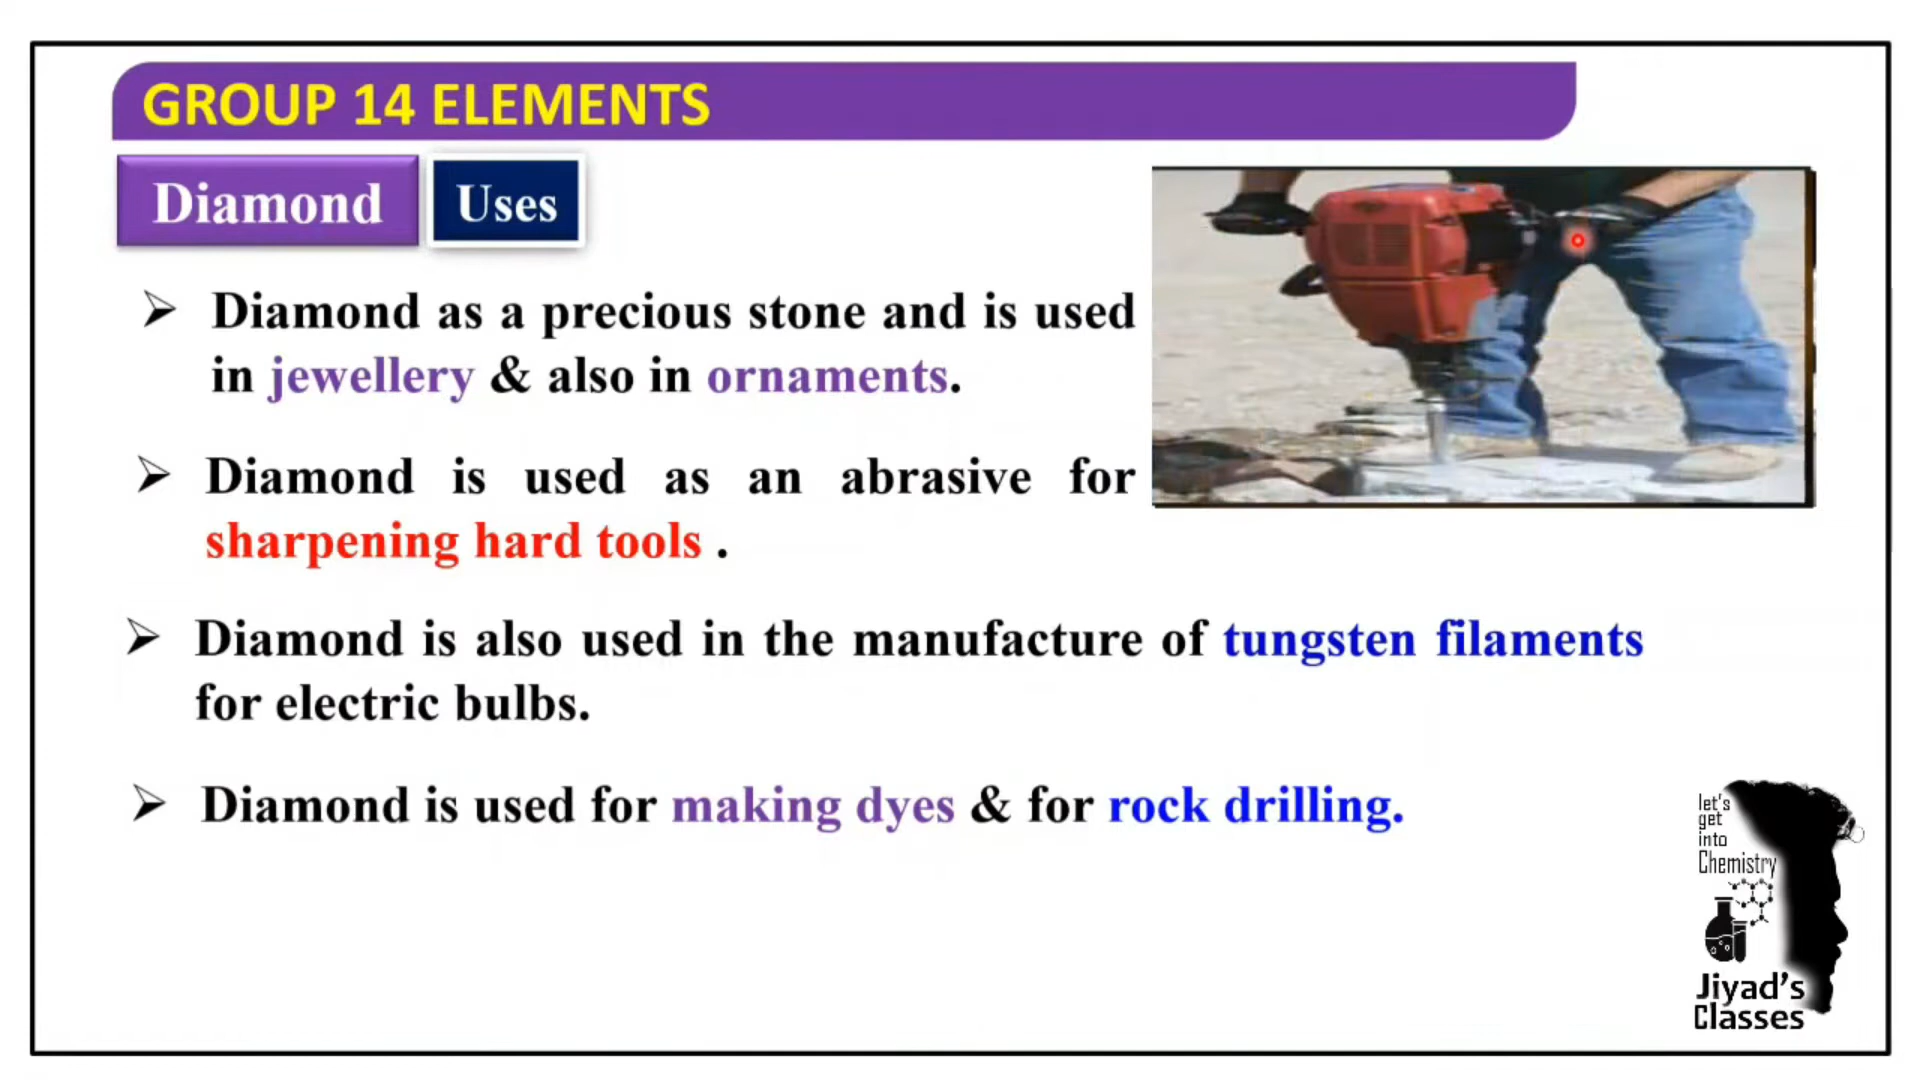 GROUP 14 ELEMENTS
Diamond Uses
Diamond as a precious stone and is used
in jewellery & also in ornaments.
Diamond is used as an abrasive for
sharpening hard tools .
Diamond is also used in the manufacture of tungsten filaments
for electric bulbs.
Diamond is used for making dyes & for rock drilling.
let's
get
into
Chemistry
Jiyad's
Classes